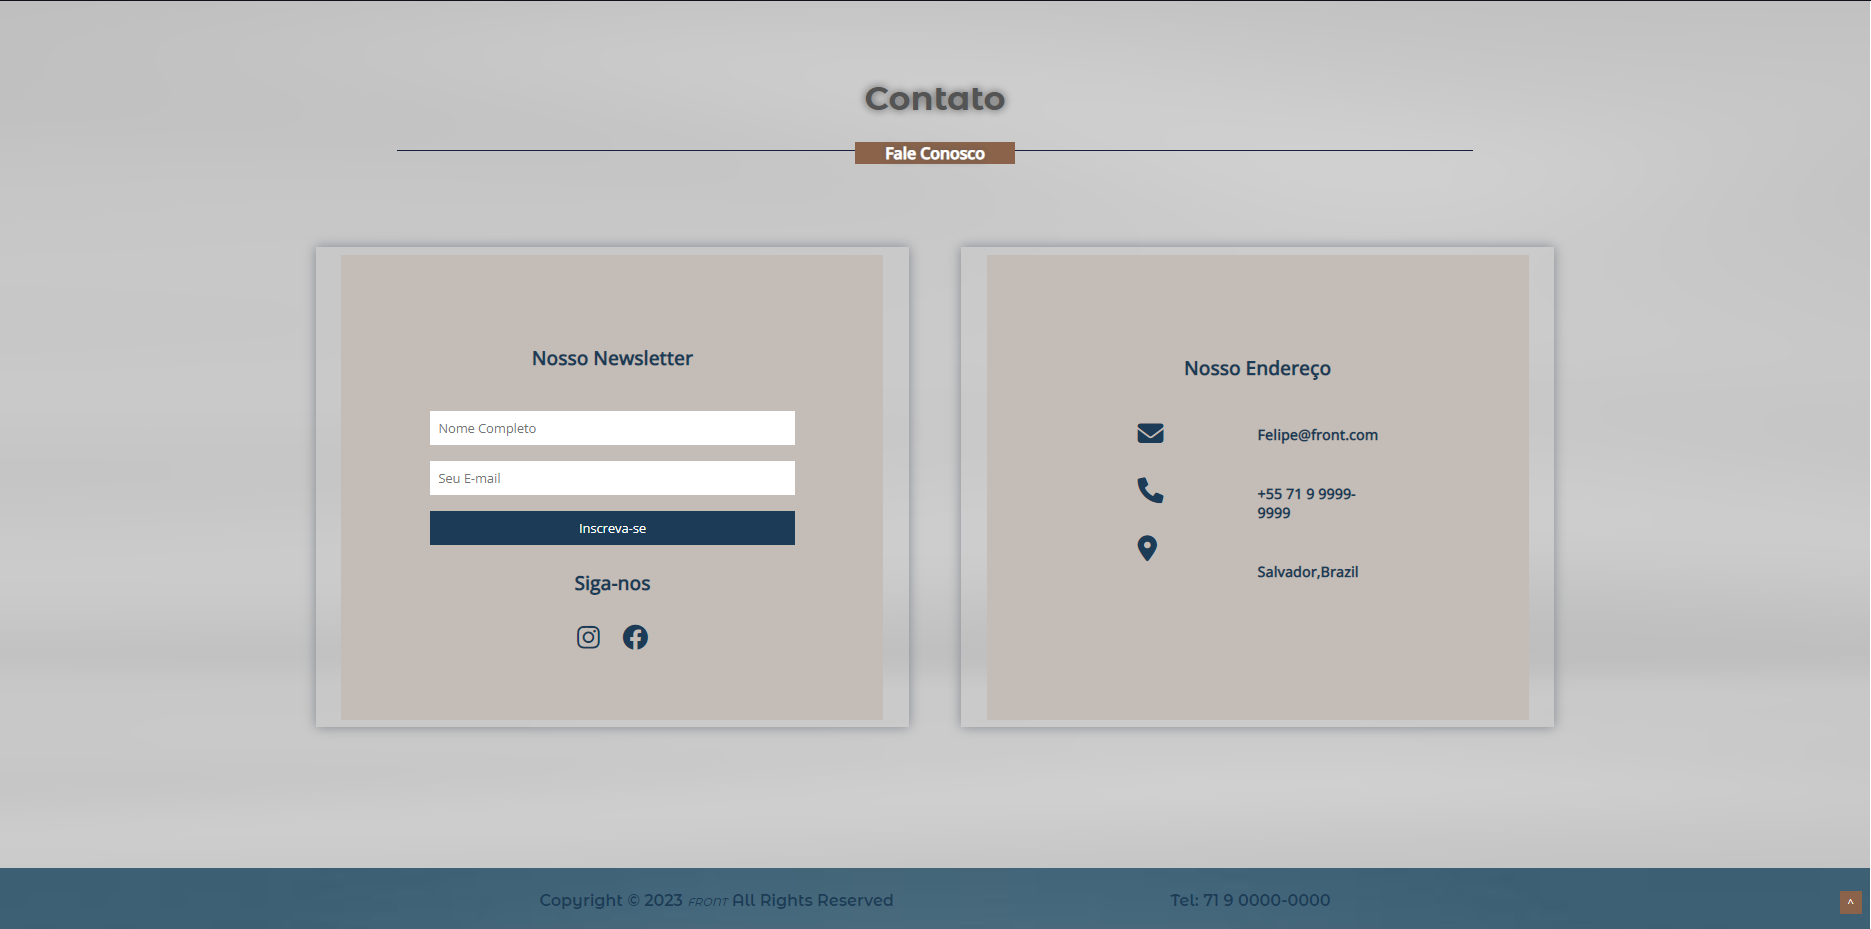 Contato
Fale Conosco
Nosso Newsletter
Nome Completo
Seu E-mail
Inscreva-se
Siga-nos
Nosso Endereço
Felipe@front.com
+55 71 9 9999-
9999
Salvador,Brazil
Copyright © 2023 FRONT All Rights Reserved
Tel: 71 9 0000-0000
^